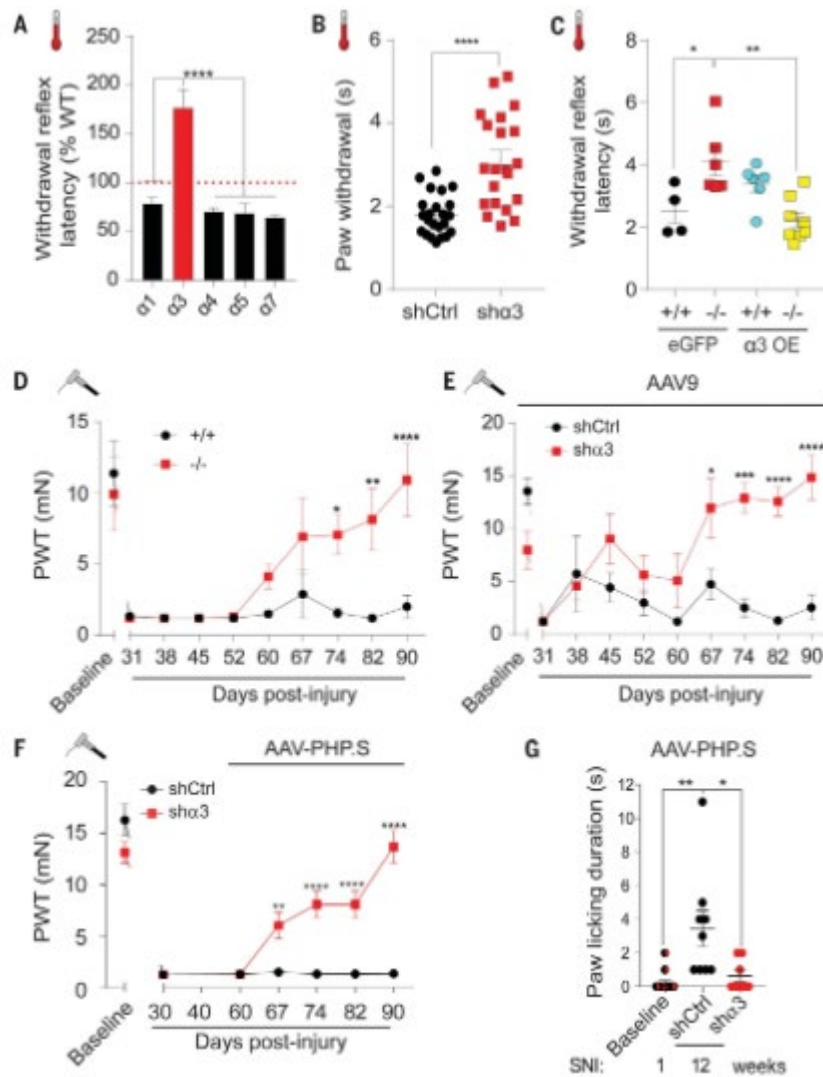 A
Withdrawal reflex
latency (% WT)
250
200
150
100
50
0
****
α1 α3 α4 α5 α7
B
Paw withdrawal (s)
6
4
2
0
****
shCtrl shα3
C
Withdrawal reflex
latency (s)
8
6
4
2
0
* **
+/+ -/- +/+ -/-
eGFP α3 OE
D
PWT (mN)
15
10
5
0
+/+
-/-
* ** ****
Baseline 31 38 45 52 60 67 74 82 90
Days post-injury
E
AAV9
PWT (mN)
20
15
10
5
0
shCtrl
shα3
* *** **** ****
Baseline 31 38 45 52 60 67 74 82 90
Days post-injury
F
AAV-PHP.S
PWT (mN)
20
15
10
5
0
shCtrl
shα3
** **** **** ****
Baseline 30 40 60 67 74 82 90
Days post-injury
G
AAV-PHP.S
Paw licking duration (s)
12
10
8
6
4
2
0
** *
Baseline shCtrl shα3
SNI: 1 12 weeks